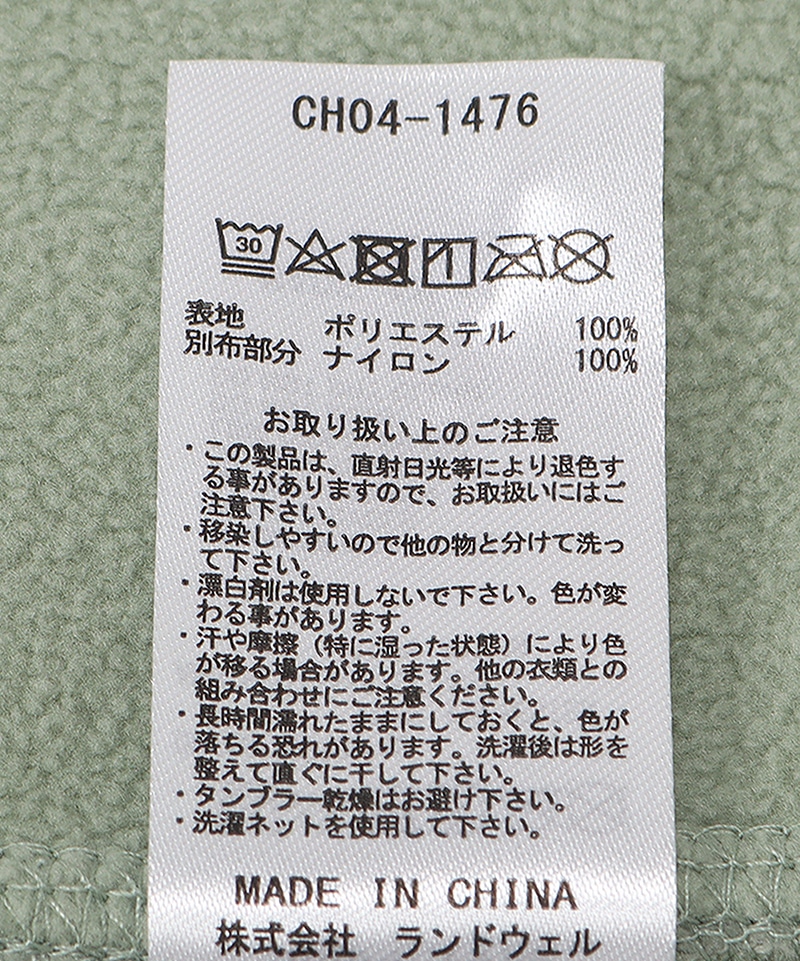 CH04-1476
30
表地 ポリエステル 100%
別布部分 ナイロン 100%
お取り扱い上のご注意
・この製品は、直射日光等により退色す
る事がありますので、お取扱いにはご
注意下さい。
・移染しやすいので他の物と分けて洗っ
て下さい。
・漂白剤は使用しないで下さい。色が変
わる事があります。
・汗や摩擦（特に湿った状態）により色
が移る場合があります。他の衣類との
組み合わせにご注意ください。
・長時間濡れたままにしておくと、色が
落ちる恐れがあります。洗濯後は形を
整えて直ぐに干して下さい。
・タンブラー乾燥はお避け下さい。
・洗濯ネットを使用して下さい。
MADE IN CHINA
株式会社 ランドウェル